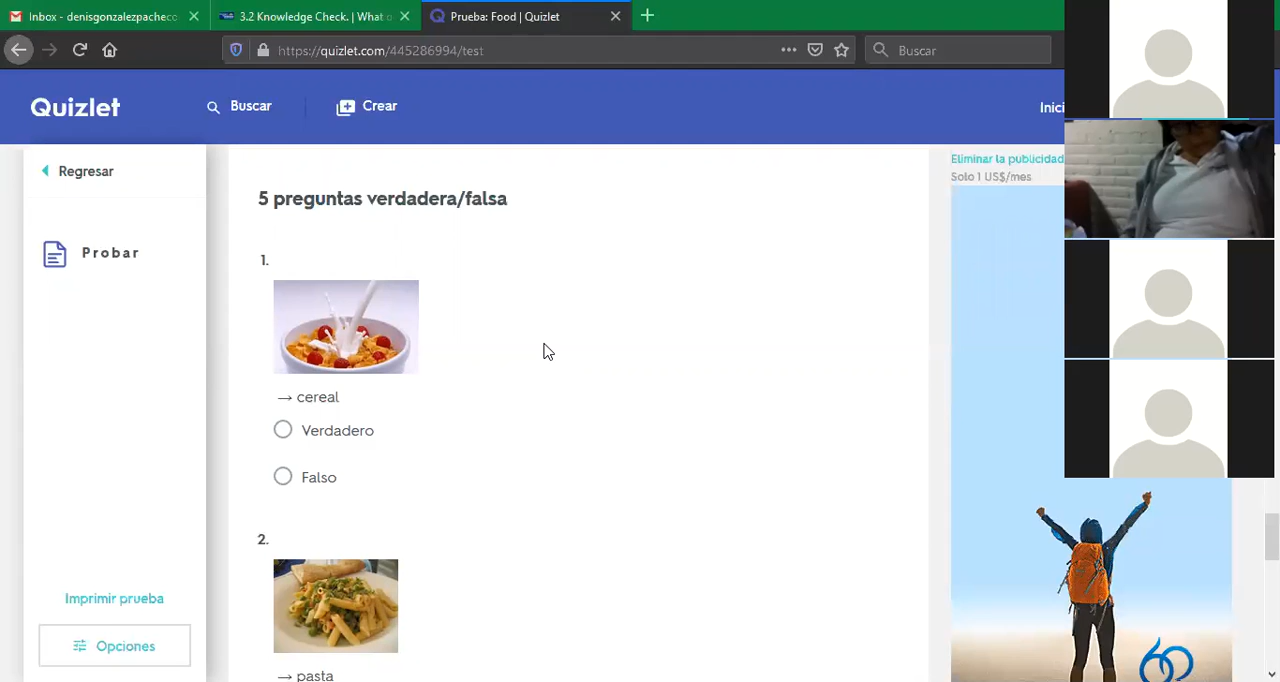 Inbox - denisgonzalezpachecc
3.2 Knowledge Check. | What o
Prueba: Food | Quizlet
https://quizlet.com/445286994/test
Buscar
Quizlet
Buscar
Crear
Inici
Regresar
Probar
Imprimir prueba
Opciones
5 preguntas verdadera/falsa
1.
→ cereal
Verdadero
Falso
2.
→ pasta
Eliminar la publicidad
Solo 1 US$/mes